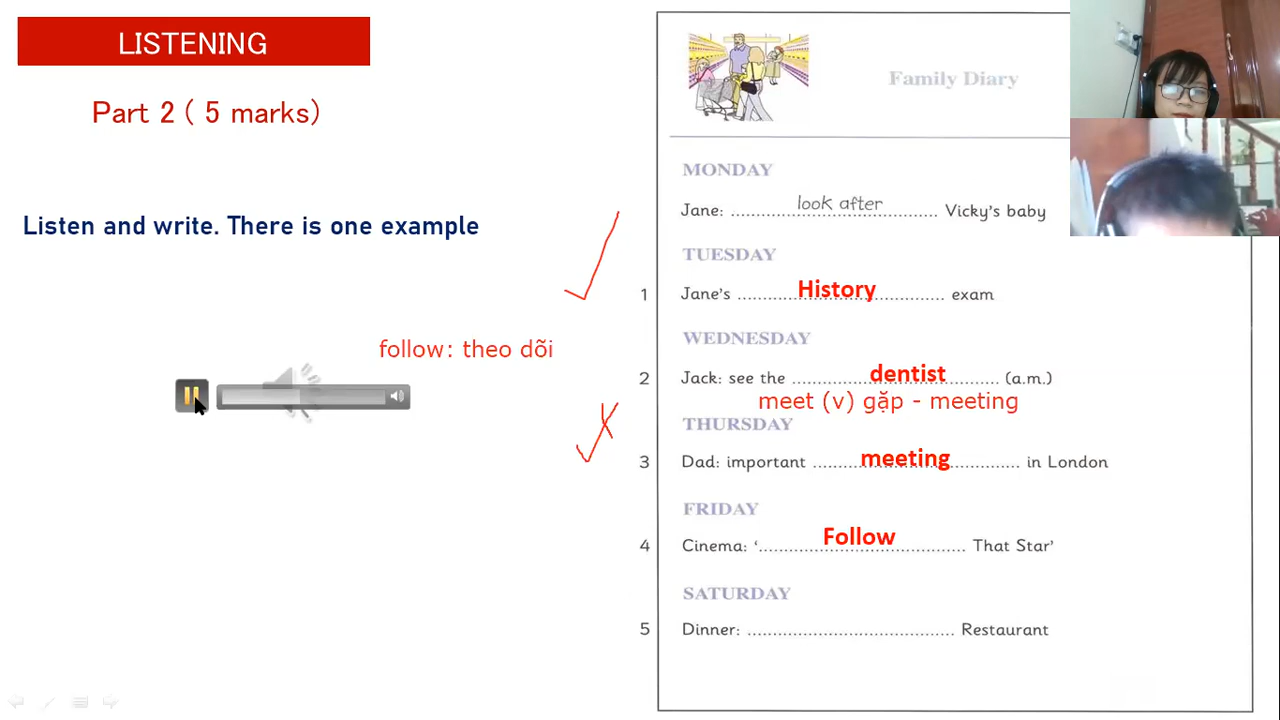 LISTENING
Part 2 ( 5 marks)
Listen and write. There is one example
follow: theo dõi
Family Diary
MONDAY
Jane: ........look after........ Vicky's baby
TUESDAY
1 Jane's ........History........ exam
WEDNESDAY
2 Jack: see the ........dentist........ (a.m.)
meet (v) gặp - meeting
THURSDAY
3 Dad: important ........meeting........ in London
FRIDAY
4 Cinema: '........Follow........ That Star'
SATURDAY
5 Dinner: ................ Restaurant